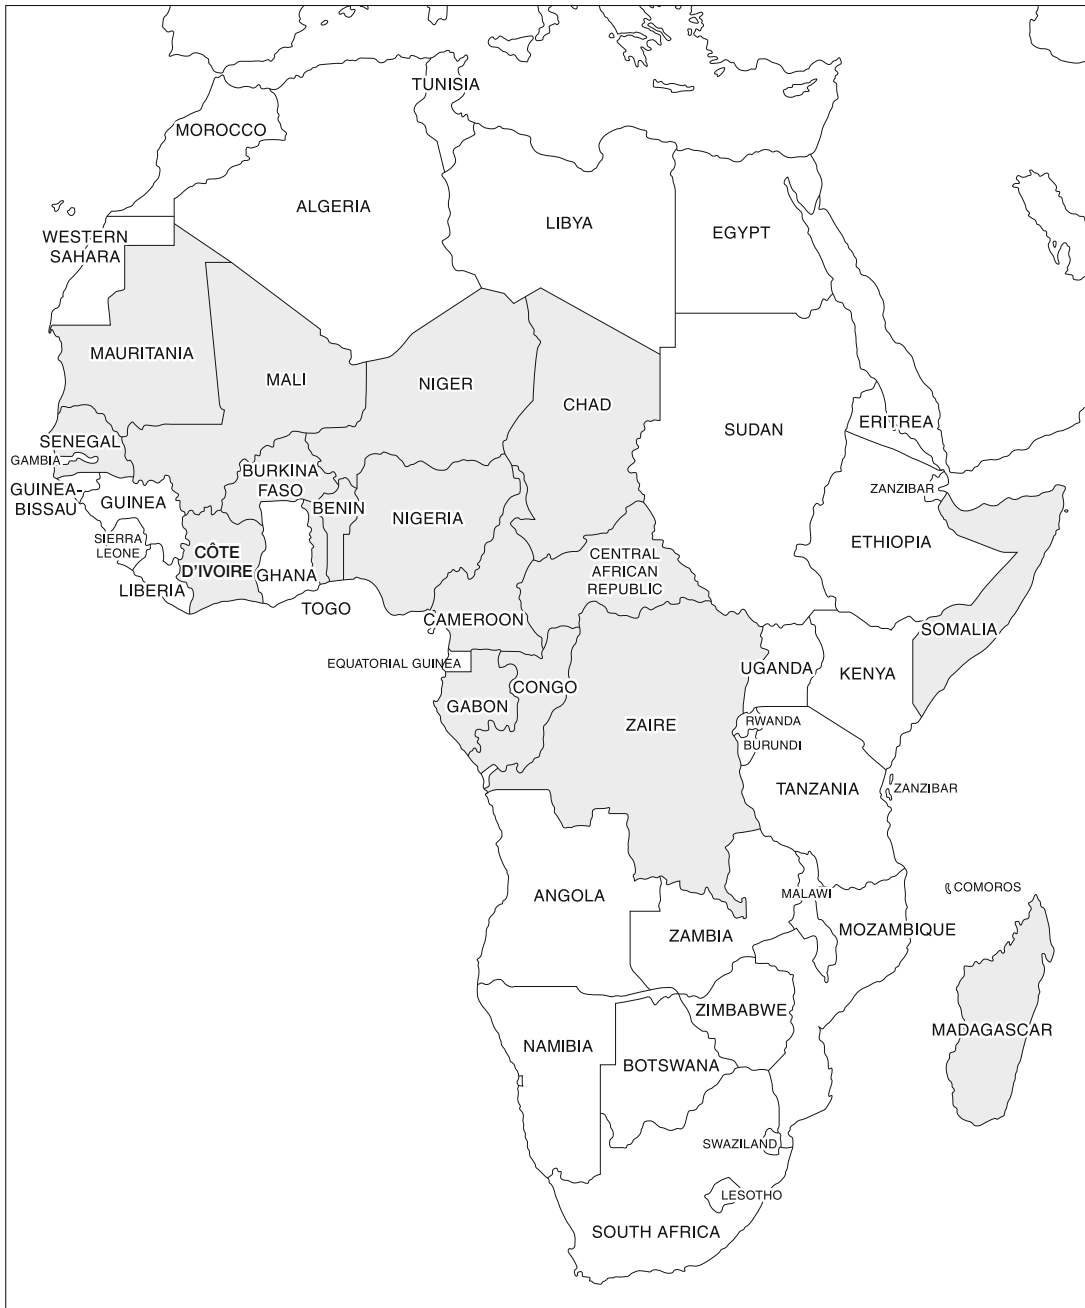 TUNISIA
MOROCCO
ALGERIA
LIBYA
EGYPT
WESTERN
SAHARA
MAURITANIA
MALI
NIGER
CHAD
SUDAN
ERITREA
SENEGAL
GAMBIA
GUINEA-
BISSAU
GUINEA
BURKINA
FASO
BENIN
NIGERIA
ZANZIBAR
ETHIOPIA
SIERRA
LEONE
CÔTE
D'IVOIRE
LIBERIA
GHANA
TOGO
CENTRAL
AFRICAN
REPUBLIC
CAMEROON
SOMALIA
EQUATORIAL GUINEA
GABON
CONGO
UGANDA
KENYA
ZAIRE
RWANDA
BURUNDI
TANZANIA
ZANZIBAR
ANGOLA
MALAWI
COMOROS
ZAMBIA
MOZAMBIQUE
ZIMBABWE
MADAGASCAR
NAMIBIA
BOTSWANA
SWAZILAND
LESOTHO
SOUTH AFRICA